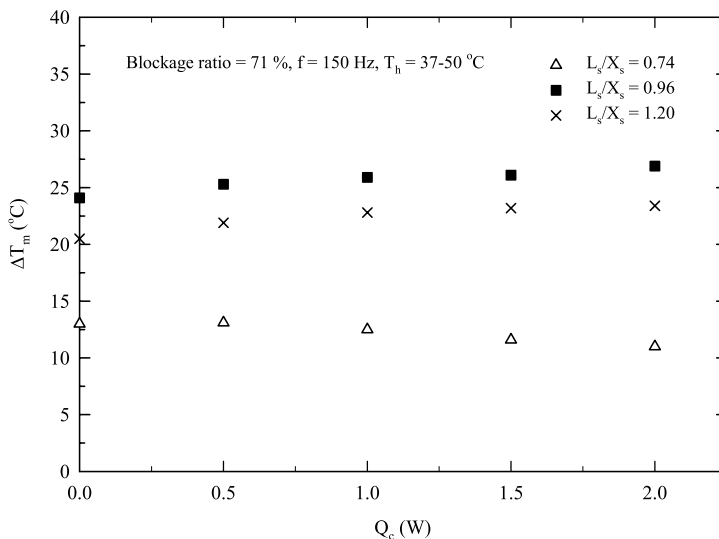 40
35
30
25
20
15
10
5
0
ΔTₘ (°C)
Blockage ratio = 71 %, f = 150 Hz, Tₕ = 37-50 °C
Lₛ/Xₛ = 0.74
Lₛ/Xₛ = 0.96
Lₛ/Xₛ = 1.20
0.0 0.5 1.0 1.5 2.0
Q_c (W)